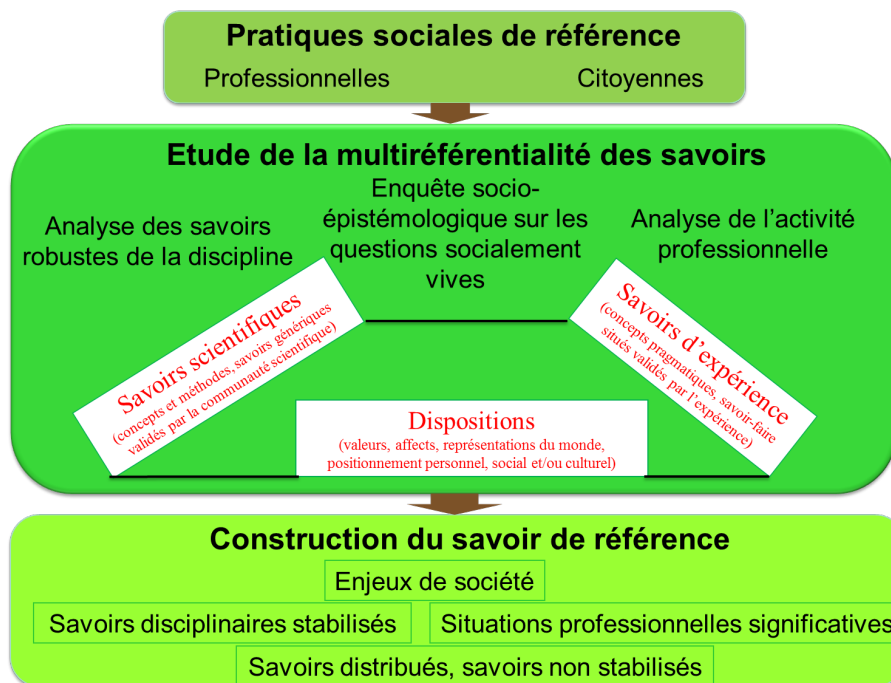 Pratiques sociales de référence
Professionnelles
Citoyennes
Etude de la multiréférentialité des savoirs
Analyse des savoirs
robustes de la discipline
Enquête socio-
épistémologique sur les
questions socialement
vives
Analyse de l’activité
professionnelle
Savoirs scientifiques
(concepts et méthodes, savoirs génériques
validés par la communauté scientifique)
Savoirs d’expérience
(concepts pragmatiques, savoir-faire
situés validés par l’expérience)
Dispositions
(valeurs, affects, représentations du monde,
positionnement personnel, social et/ou culturel)
Construction du savoir de référence
Enjeux de société
Savoirs disciplinaires stabilisés
Situations professionnelles significatives
Savoirs distribués, savoirs non stabilisés